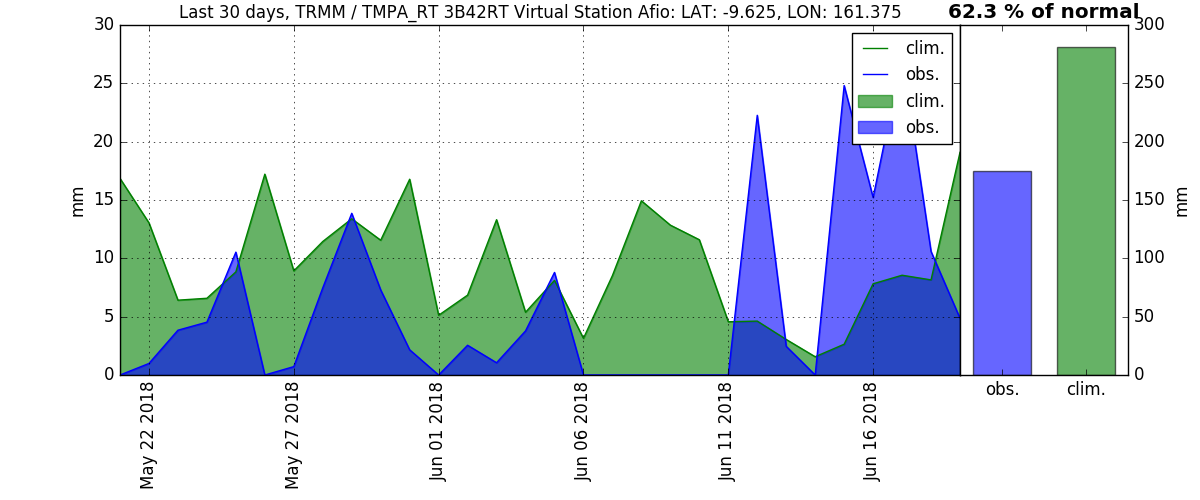 Last 30 days, TRMM / TMPA_RT 3B42RT Virtual Station Afio: LAT: -9.625, LON: 161.375
62.3 % of normal
30
25
20
15
10
5
0
mm
clim.
obs.
clim.
obs.
300
250
200
150
100
50
0
mm
May 22 2018
May 27 2018
Jun 01 2018
Jun 06 2018
Jun 11 2018
Jun 16 2018
obs.
clim.